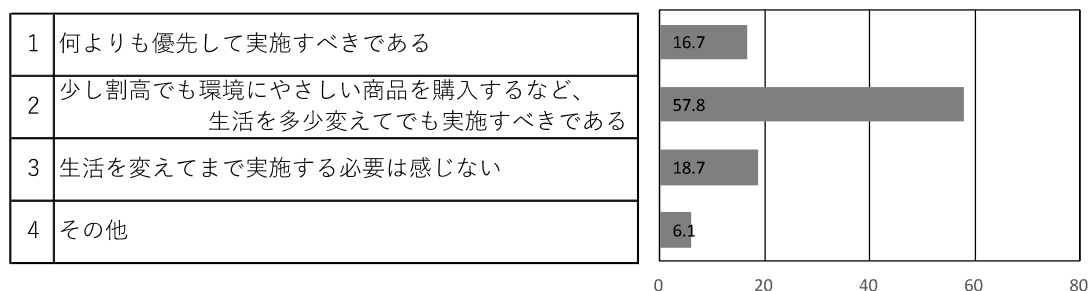 1 何よりも優先して実施すべきである 16.7
2 少し割高でも環境にやさしい商品を購入するなど、
生活を多少変えてでも実施すべきである 57.8
3 生活を変えてまで実施する必要は感じない 18.7
4 その他 6.1
0 20 40 60 80